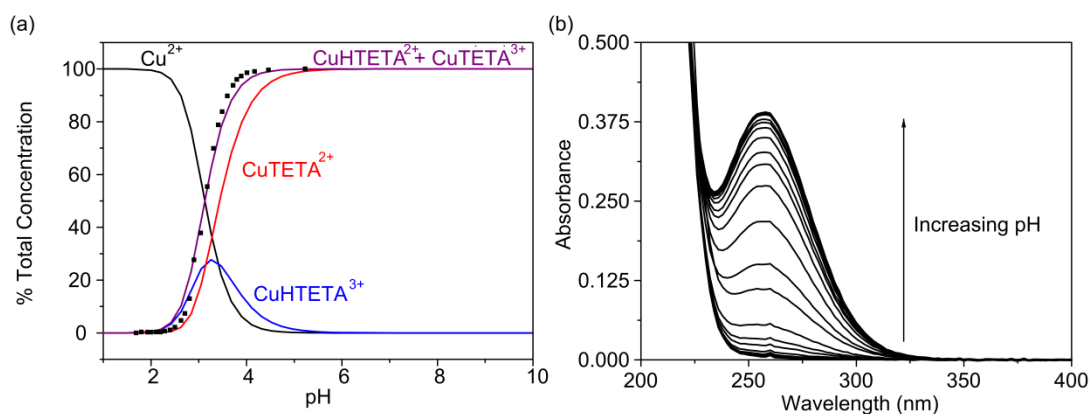 (a)
Cu2+
CuHTETA2+ + CuTETA3+
100
80
60
40
20
0
% Total Concentration
CuTETA2+
CuHTETA3+
2
4
6
8
10
pH
(b)
0.500
0.375
0.250
0.125
0.000
Absorbance
Increasing pH
200
250
300
350
400
Wavelength (nm)